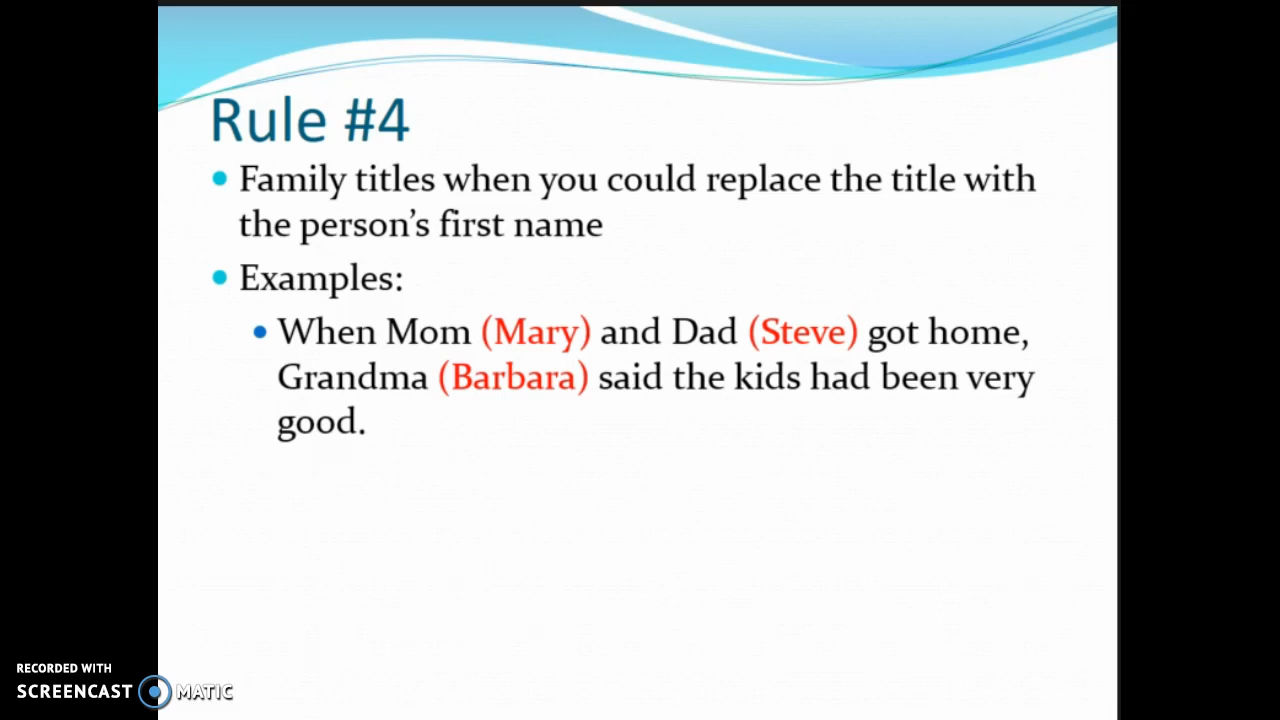 Rule #4
• Family titles when you could replace the title with
the person's first name
• Examples:
• When Mom (Mary) and Dad (Steve) got home,
Grandma (Barbara) said the kids had been very
good.
RECORDED WITH
SCREENCAST MATIC